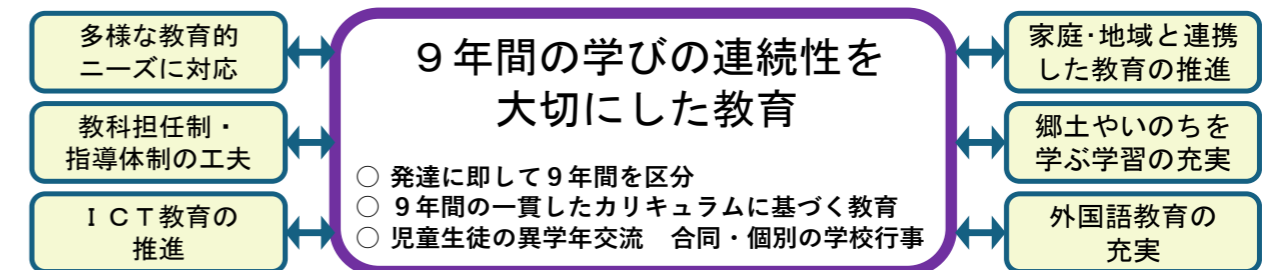 多様な教育的
ニーズに対応
教科担任制・
指導体制の工夫
ＩＣＴ教育の
推進
９年間の学びの連続性を
大切にした教育
○ 発達に即して９年間を区分
○ ９年間の一貫したカリキュラムに基づく教育
○ 児童生徒の異学年交流　合同・個別の学校行事
家庭・地域と連携
した教育の推進
郷土やいのちを
学ぶ学習の充実
外国語教育の
充実